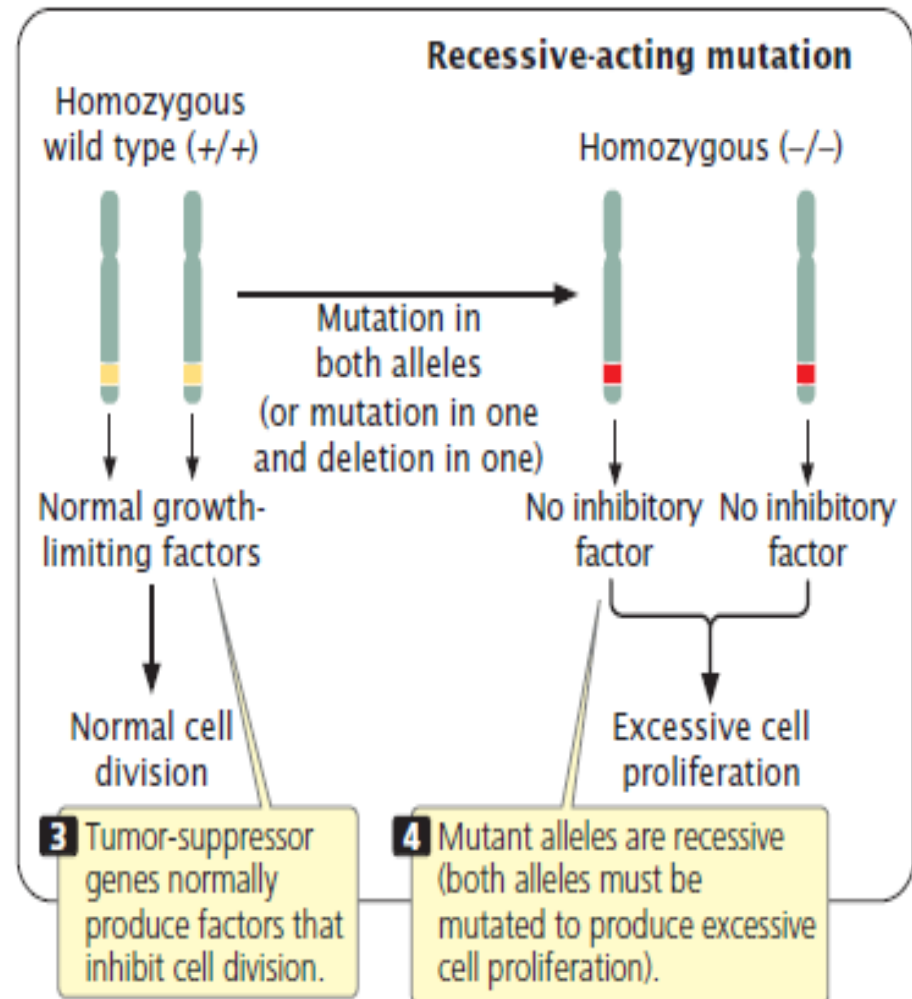 Recessive-acting mutation
Homozygous
wild type (+/+)
Homozygous (–/–)
Mutation in
both alleles
(or mutation in one
and deletion in one)
Normal growth-
limiting factors
No inhibitory
factor
No inhibitory
factor
Normal cell
division
Excessive cell
proliferation
3 Tumor-suppressor
genes normally
produce factors that
inhibit cell division.
4 Mutant alleles are recessive
(both alleles must be
mutated to produce excessive
cell proliferation).